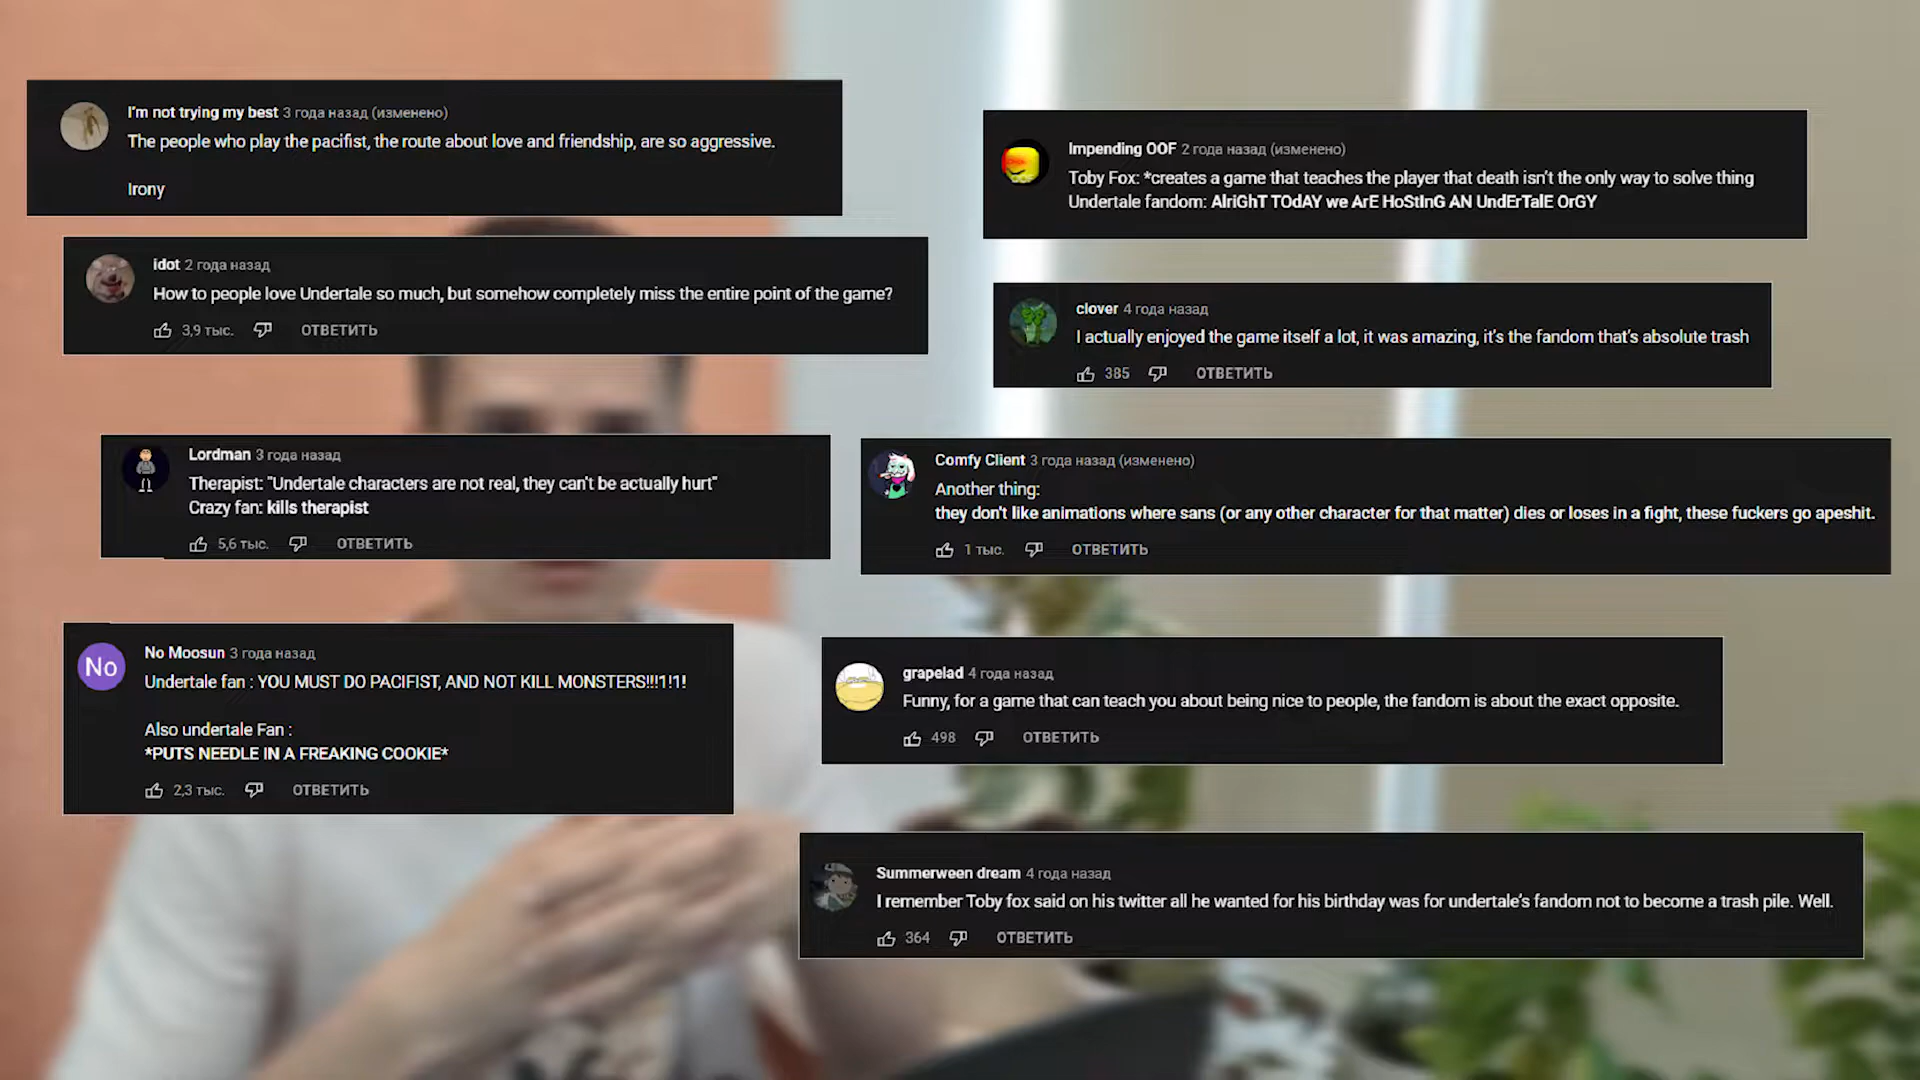 I'm not trying my best 3 года назад (изменено)
The people who play the pacifist, the route about love and friendship, are so aggressive.
Irony
idot 2 года назад
How to people love Undertale so much, but somehow completely miss the entire point of the game?
3,9 тыс. ОТВЕТИТЬ
Lordman 3 года назад
Therapist: "Undertale characters are not real, they can't be actually hurt"
Crazy fan: kills therapist
5,6 тыс. ОТВЕТИТЬ
No
No Moosun 3 года назад
Undertale fan : YOU MUST DO PACIFIST, AND NOT KILL MONSTERS!!!1!1!
Also undertale Fan :
*PUTS NEEDLE IN A FREAKING COOKIE*
2,3 тыс. ОТВЕТИТЬ
Impending OOF 2 года назад (изменено)
Toby Fox: *creates a game that teaches the player that death isn't the only way to solve thing
Undertale fandom: AlriGhT TOdAY we ArE HoStInG AN UndErTalE OrGY
clover 4 года назад
I actually enjoyed the game itself a lot, it was amazing, it's the fandom that's absolute trash
385 ОТВЕТИТЬ
Comfy Client 3 года назад (изменено)
Another thing:
they don't like animations where sans (or any other character for that matter) dies or loses in a fight, these fuckers go apeshit.
1 тыс. ОТВЕТИТЬ
grapelad 4 года назад
Funny, for a game that can teach you about being nice to people, the fandom is about the exact opposite.
498 ОТВЕТИТЬ
Summerween dream 4 года назад
I remember Toby fox said on his twitter all he wanted for his birthday was for undertale's fandom not to become a trash pile. Well.
364 ОТВЕТИТЬ